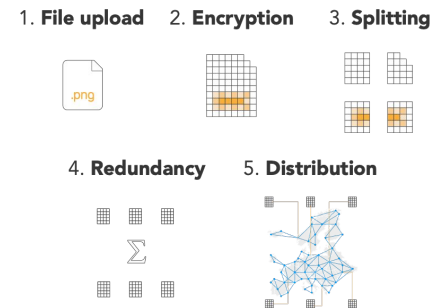 1. File upload
2. Encryption
3. Splitting
.png
4. Redundancy
5. Distribution
Σ